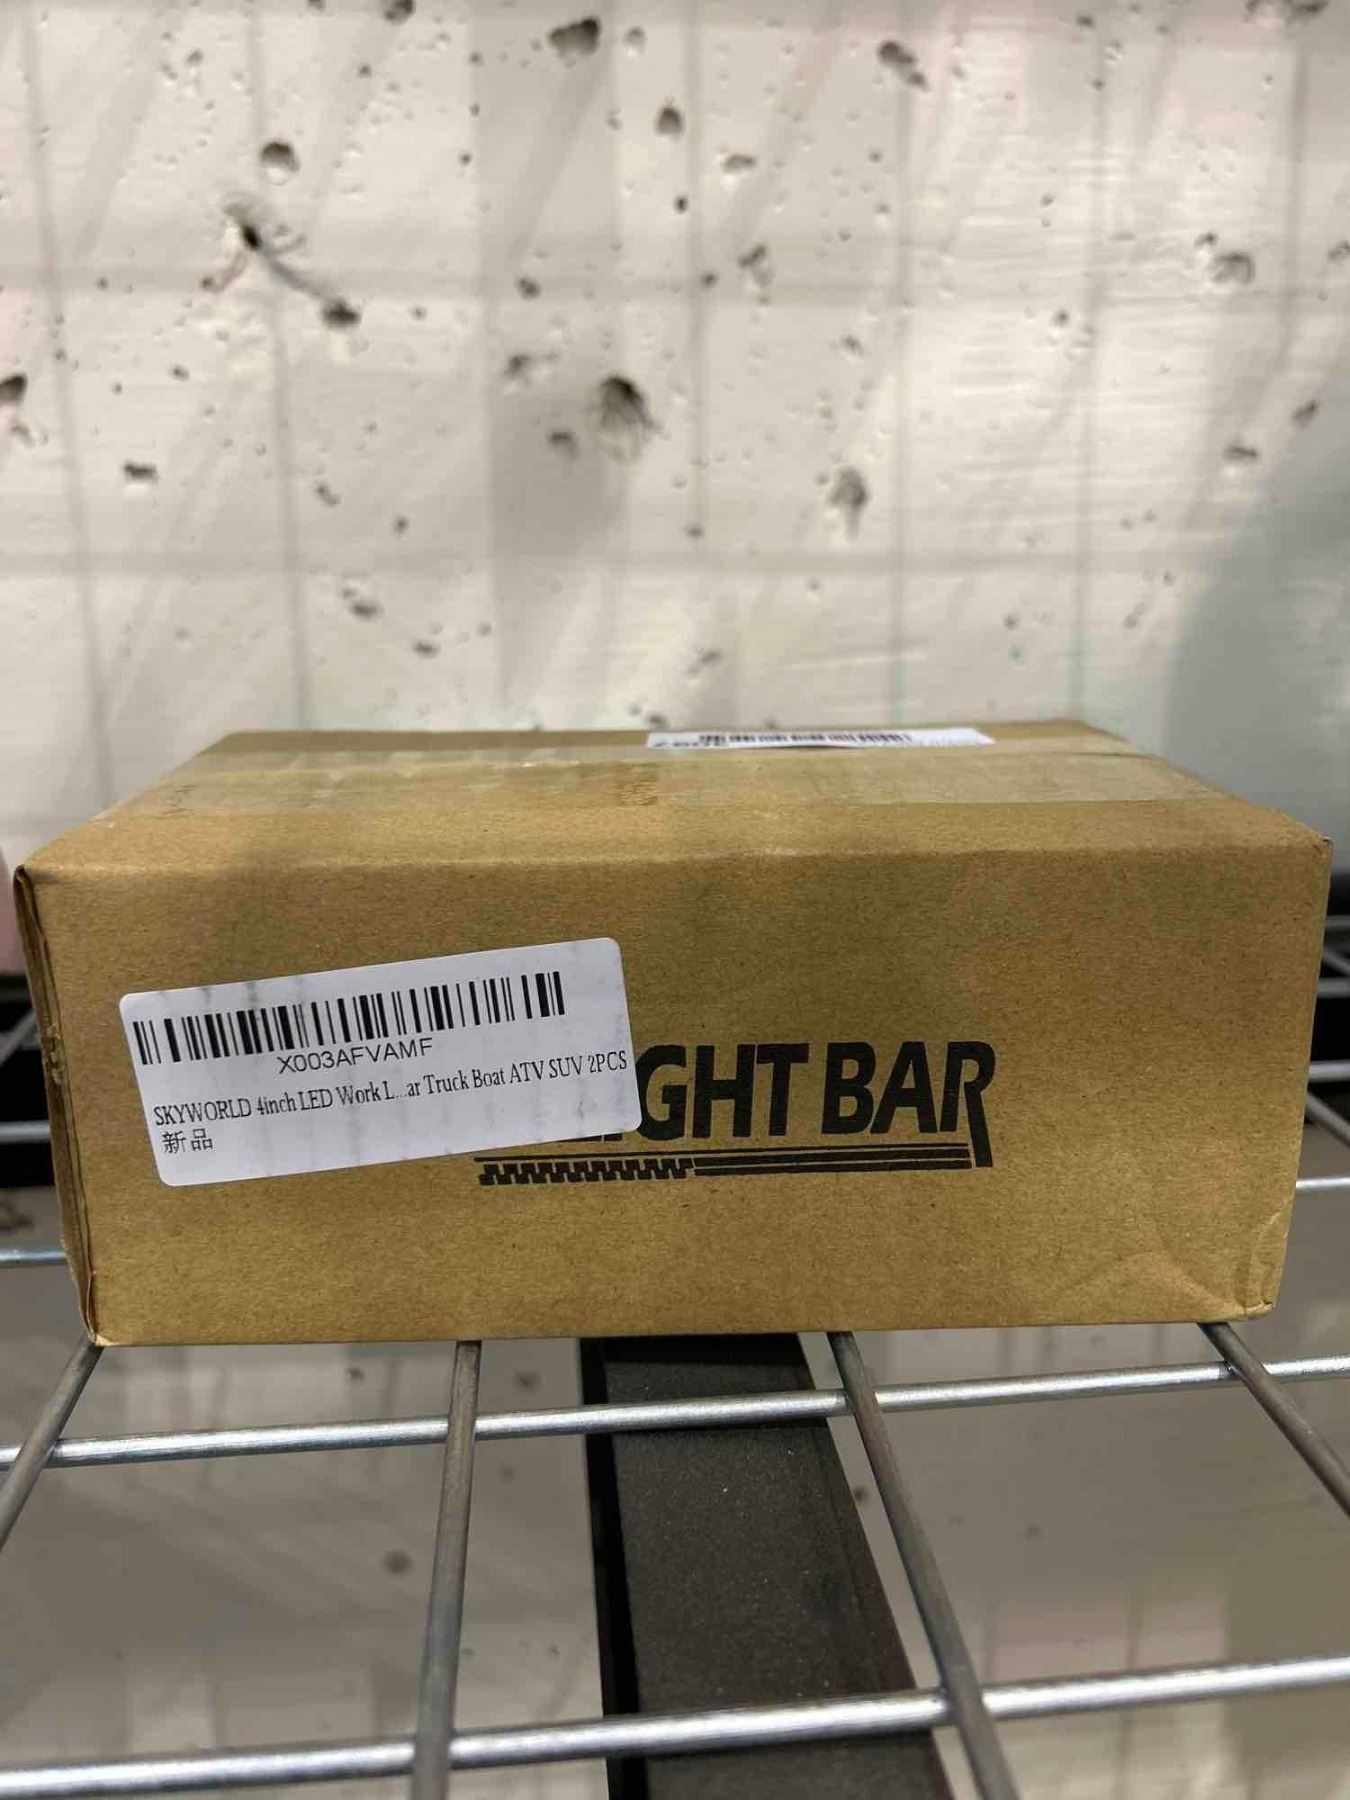 X003AFVAMF
SKYWORLD 4inch LED Work L...ar Truck Boat ATV SUV 2PCS
新品
GHT BAR